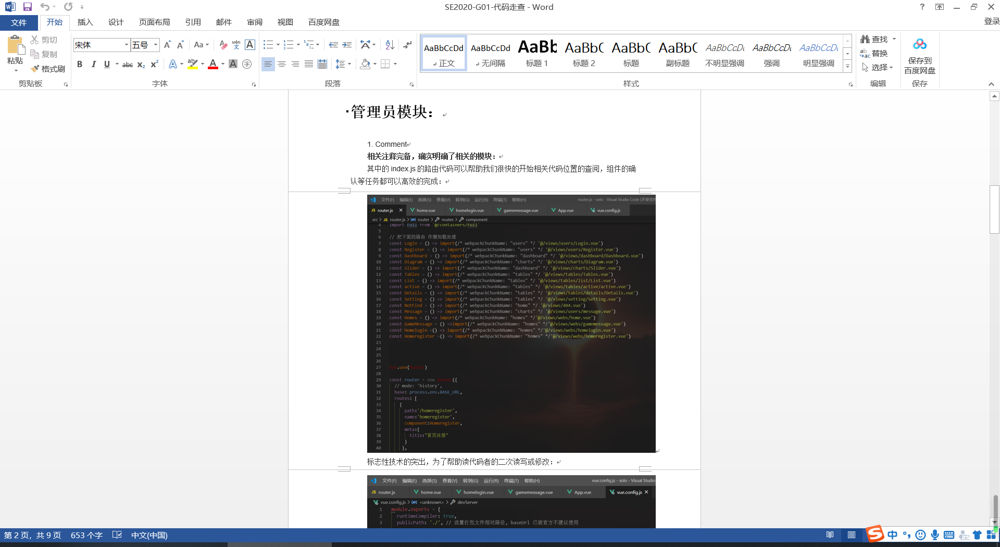 SE2020-G01-代码走查 - Word
文件 开始 插入 设计 页面布局 引用 邮件 审阅 视图 百度网盘 登录
粘贴 剪切 复制 格式刷
宋体 五号
查找 替换 选择
保存到 百度网盘
AaBbCcDd AaBbCcDd AaBb AaBbC AaBbC AaBbC AaBbCcD AaBbCcD AaBbCcD
正文 无间隔 标题 1 标题 2 标题 副标题 不明显强调 强调 明显强调
剪贴板 字体 段落 样式 编辑 保存
管理员模块：
1. Comment
相关注释完备，确实明确了相关的模块：
其中的 index.js 的路由代码可以帮助我们很快的开始相关代码位置的查阅，组件的确
认等任务都可以高效的完成：
文件(F) 编辑(E) 选择(S) 查看(V) 转到(G) 运行(R) 终端(T) 帮助(H) router.js - solo - Visual Studio Code [不受支持
JS router.js × home.vue homelogin.vue gamemessage.vue App.vue vue.config.js
src > JS router.js > router > routes > component
4 import Full from '@/containers/Full'
5
6 // 把下面的路由 作懒加载处理
7 const Login = () => import(/* webpackChunkName: "users" */ '@/views/users/Login.vue')
8 const Register = () => import(/* webpackChunkName: "users" */ '@/views/users/Register.vue')
9 const Dashboard = () => import(/* webpackChunkName: "dashboard" */ '@/views/dashboard/Dashboard.vue')
10 const Diagram = () => import(/* webpackChunkName: "charts" */ '@/views/charts/Diagram.vue')
11 const Slider = () => import(/* webpackChunkName: "dashboard" */ '@/views/charts/Slider.vue')
12 const Tables = () => import(/* webpackChunkName: "tables" */ '@/views/tables/Tables.vue')
13 const List = () => import(/* webpackChunkName: "tables" */ '@/views/tables/list/List.vue')
14 const active = () => import(/* webpackChunkName: "tables" */ '@/views/tables/active/active.vue')
15 const Details = () => import(/* webpackChunkName: "tables" */ '@/views/tables/details/Details.vue')
16 const Setting = () => import(/* webpackChunkName: "tables" */ '@/views/setting/Setting.vue')
17 const NotFind = () => import(/* webpackChunkName: "home" */ '@/views/404.vue')
18 const Message = () => import(/* webpackChunkName: "charts" */ '@/views/users/message.vue')
19 const Homes = () => import(/* webpackChunkName: "homes" */'@/views/webs/home.vue')
20 const GameMessage = () =>import(/* webpackChunkName: "homes" */'@/views/webs/gamemessage.vue')
21 const Homelogin =() => import(/* webpackChunkName: "homes" */'@/views/webs/homelogin.vue')
22 const Homeregister =() => import(/* webpackChunkName: "homes" */'@/views/webs/homeregister.vue')
23
24
25
26
27 Vue.use(Router)
28
29 const router = new Router({
30 // mode: 'history',
31 base: process.env.BASE_URL,
32 routes: [
33 {
34 path:'/homeregister',
35 name:'homeregister',
36 component:Homeregister,
37 meta:{
38 title:"首页注册"
39 }
40 },
标志性技术的突出，为了帮助读代码者的二次读写或修改：
文件(F) 编辑(E) 选择(S) 查看(V) 转到(G) 运行(R) 终端(T) 帮助(H) vue.config.js - solo - Visual Studio
JS router.js home.vue homelogin.vue gamemessage.vue App.vue vue.config.js ×
vue.config.js > <unknown> > devServer
1 module.exports = {
2 runtimeCompiler: true,
3 publicPath: './', // 设置打包文件相对路径, baseUrl 已被官方不建议使用
第 2 页，共 9 页 653 个字 中文(中国) 中